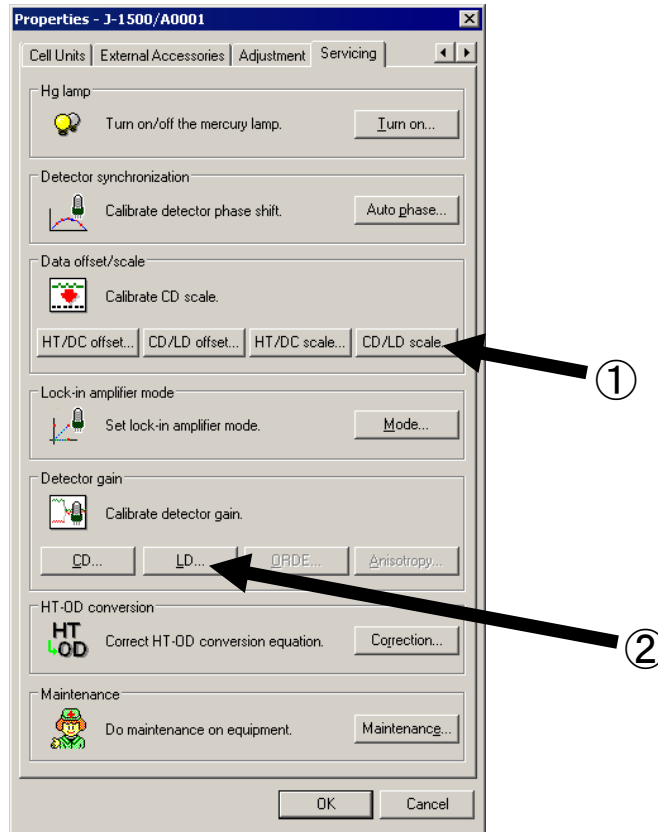 Properties - J-1500/A0001
Cell Units External Accessories Adjustment Servicing
Hg lamp
Turn on/off the mercury lamp. Turn on...
Detector synchronization
Calibrate detector phase shift. Auto phase...
Data offset/scale
Calibrate CD scale.
HT/DC offset... CD/LD offset... HT/DC scale... CD/LD scale...
①
Lock-in amplifier mode
Set lock-in amplifier mode. Mode...
Detector gain
Calibrate detector gain.
CD... LD... ORDE... Anisotropy...
②
HT-OD conversion
HT
OD
Correct HT-OD conversion equation. Correction...
Maintenance
Do maintenance on equipment. Maintenance...
OK Cancel